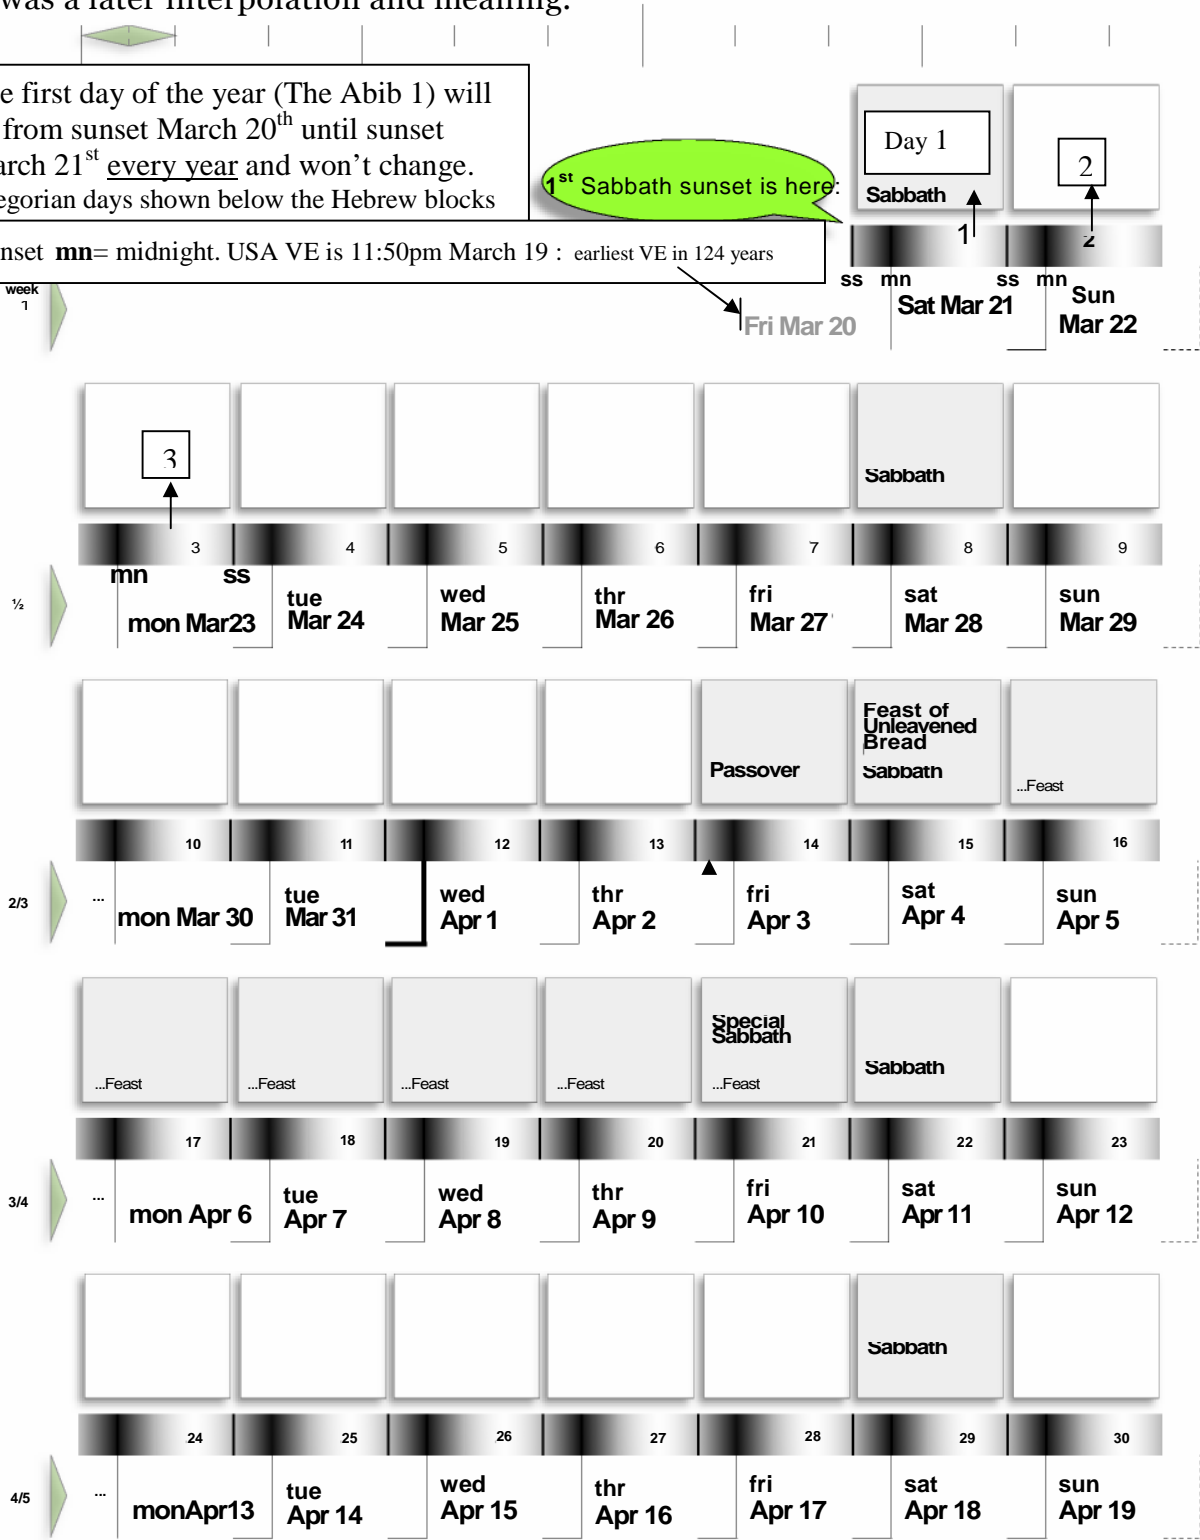 was a later interpolation and meaning.
e first day of the year (The Abib 1) will
from sunset March 20th until sunset
arch 21st every year and won't change.
egorian days shown below the Hebrew blocks
nset mn= midnight. USA VE is 11:50pm March 19 : earliest VE in 124 years
1st Sabbath sunset is here:
Day 1
Sabbath
2
1
2
ss mn ss mn
week
1
Fri Mar 20
Sat Mar 21
Sun
Mar 22
3
Sabbath
3 4 5 6 7 8 9
mn ss
½
mon Mar23
tue
Mar 24
wed
Mar 25
thr
Mar 26
fri
Mar 27
sat
Mar 28
sun
Mar 29
Passover
Feast of
Unleavened
Bread
Sabbath
...Feast
10 11 12 13 14 15 16
2/3
...
mon Mar 30
tue
Mar 31
wed
Apr 1
thr
Apr 2
fri
Apr 3
sat
Apr 4
sun
Apr 5
...Feast
...Feast
...Feast
...Feast
Special
Sabbath
...Feast
Sabbath
17 18 19 20 21 22 23
3/4
...
mon Apr 6
tue
Apr 7
wed
Apr 8
thr
Apr 9
fri
Apr 10
sat
Apr 11
sun
Apr 12
Sabbath
24 25 26 27 28 29 30
4/5
...
monApr13
tue
Apr 14
wed
Apr 15
thr
Apr 16
fri
Apr 17
sat
Apr 18
sun
Apr 19